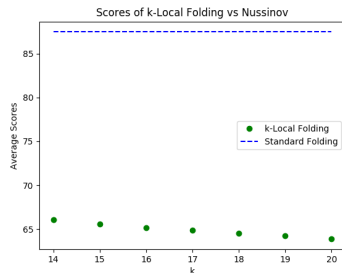 Scores of k-Local Folding vs Nussinov
Average Scores
85
80
75
70
65
k-Local Folding
Standard Folding
14 15 16 17 18 19 20
k